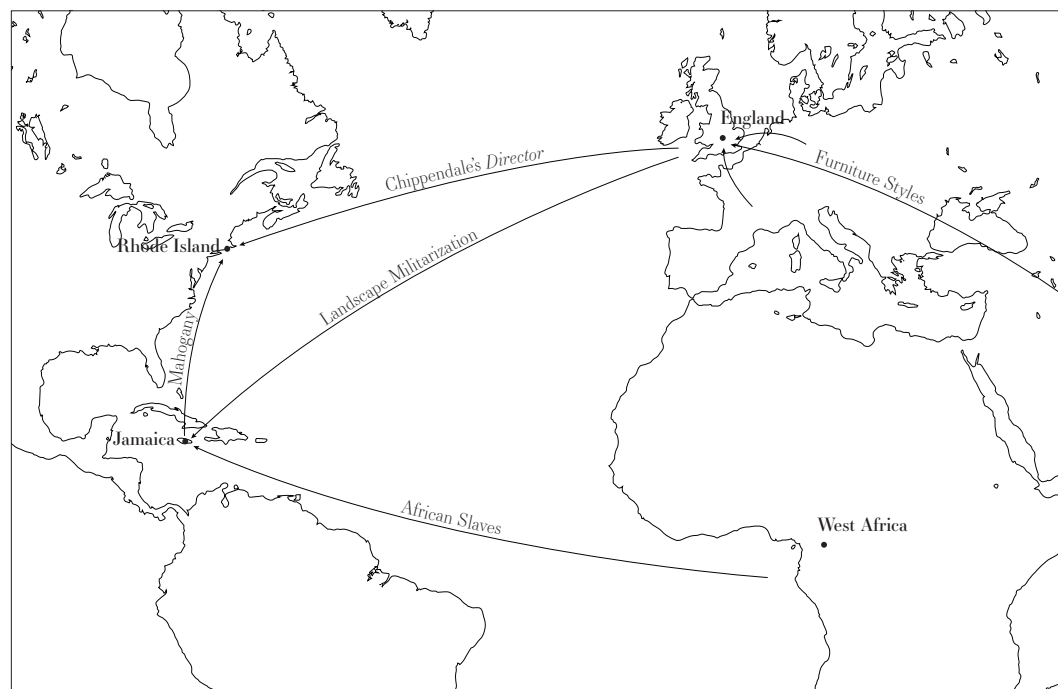 England
Chippendale's Director
Furniture Styles
Rhode Island
Landscape Militarization
Mahogany
Jamaica
African Slaves
West Africa